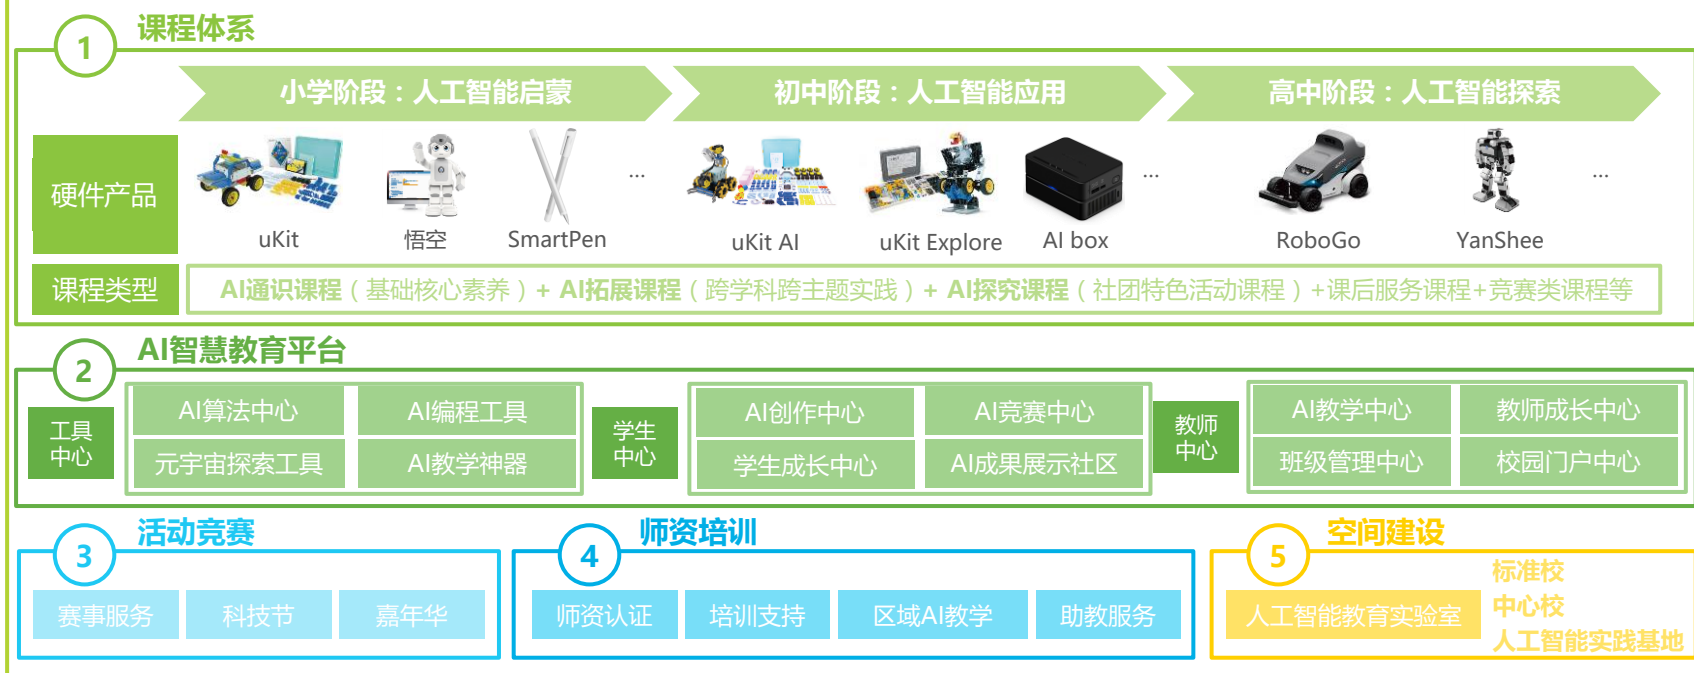 1
课程体系
小学阶段：人工智能启蒙
初中阶段：人工智能应用
高中阶段：人工智能探索
硬件产品
...
...
...
uKit
悟空
SmartPen
uKit AI
uKit Explore
AI box
RoboGo
YanShee
课程类型
AI通识课程（基础核心素养）+ AI拓展课程（跨学科跨主题实践）+ AI探究课程（社团特色活动课程）+课后服务课程+竞赛类课程等
2
AI智慧教育平台
工具
中心
AI算法中心
AI编程工具
元宇宙探索工具
AI教学神器
学生
中心
AI创作中心
AI竞赛中心
学生成长中心
AI成果展示社区
教师
中心
AI教学中心
教师成长中心
班级管理中心
校园门户中心
3
活动竞赛
赛事服务
科技节
嘉年华
4
师资培训
师资认证
培训支持
区域AI教学
助教服务
5
空间建设
人工智能教育实验室
标准校
中心校
人工智能实践基地